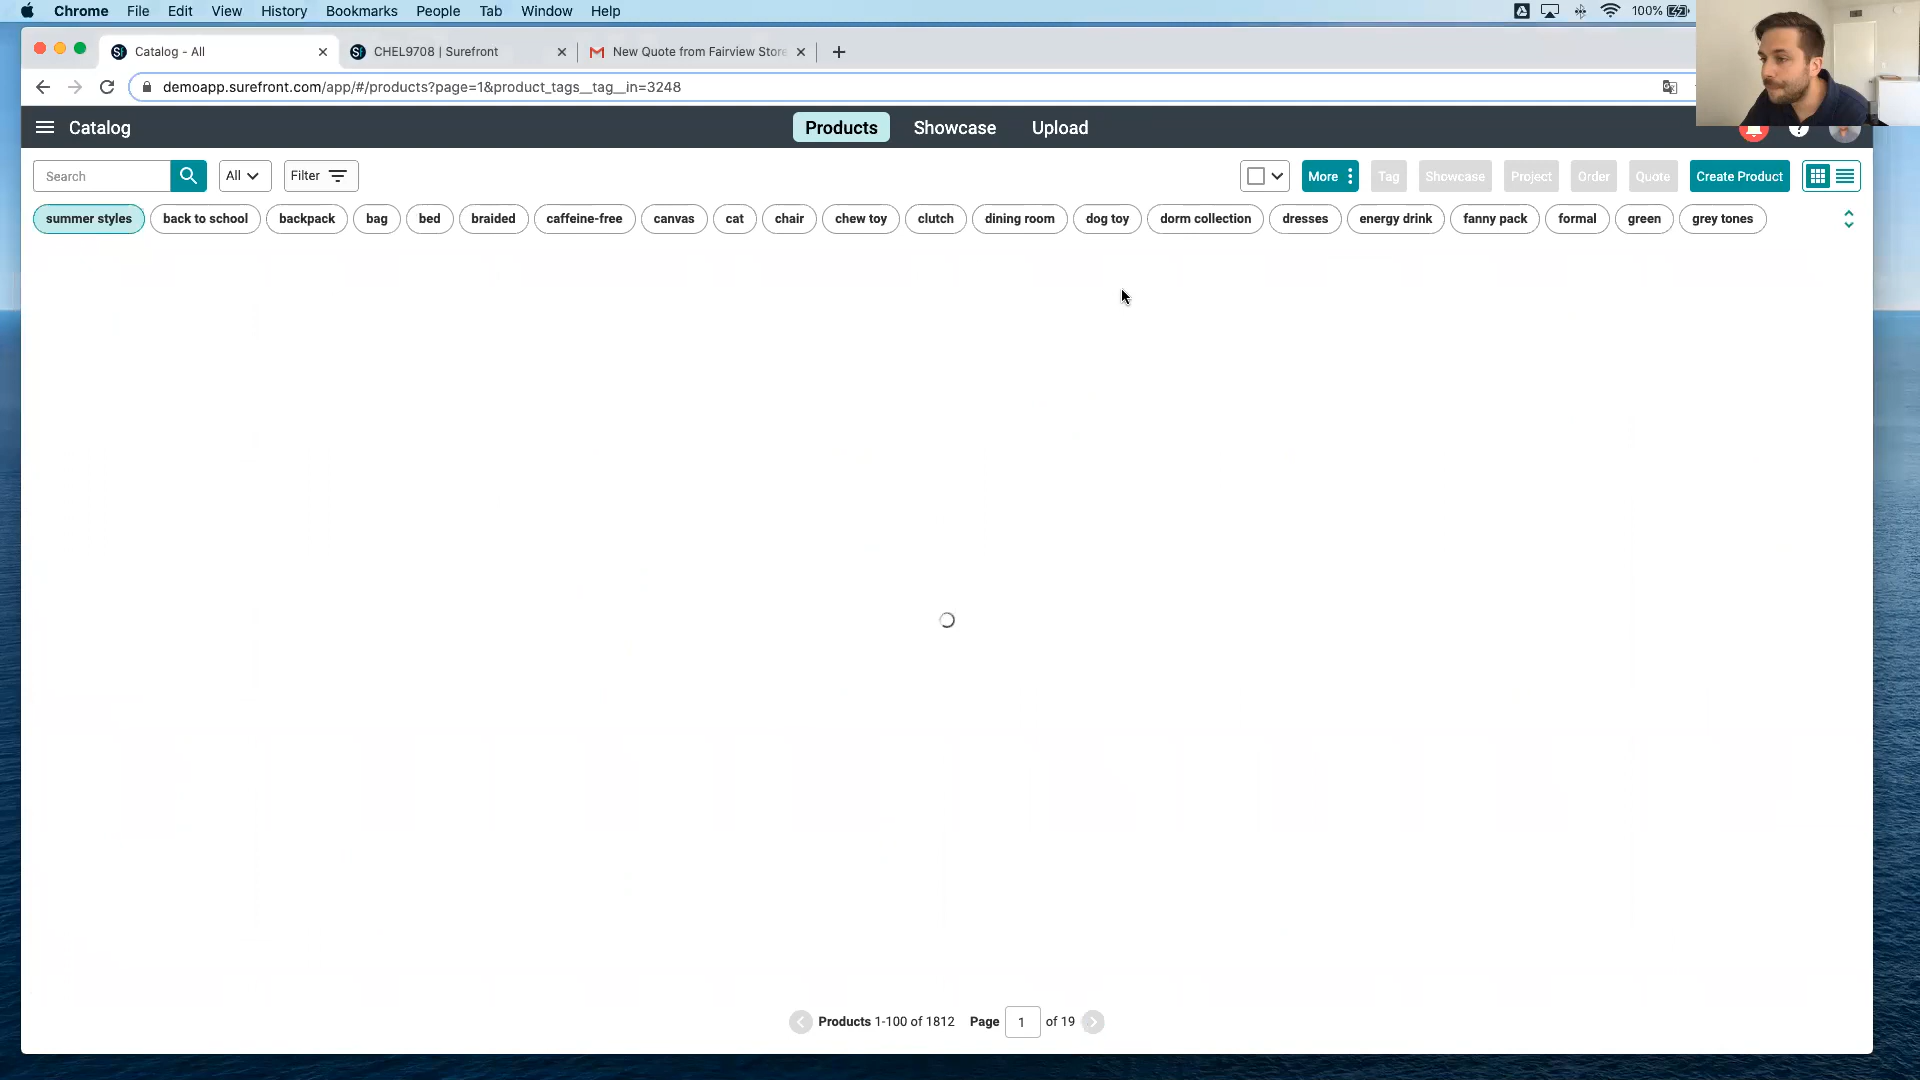 Chrome File Edit View History Bookmarks People Tab Window Help 100%
Catalog - All CHEL9708 | Surefront New Quote from Fairview Store
demoapp.surefront.com/app/#/products?page=1&product_tags__tag__in=3248
Catalog Products Showcase Upload
Search All Filter More Tag Showcase Project Order Quote Create Product
summer styles back to school backpack bag bed braided caffeine-free canvas cat chair chew toy clutch dining room dog toy dorm collection dresses energy drink fanny pack formal green grey tones
Products 1-100 of 1812 Page 1 of 19